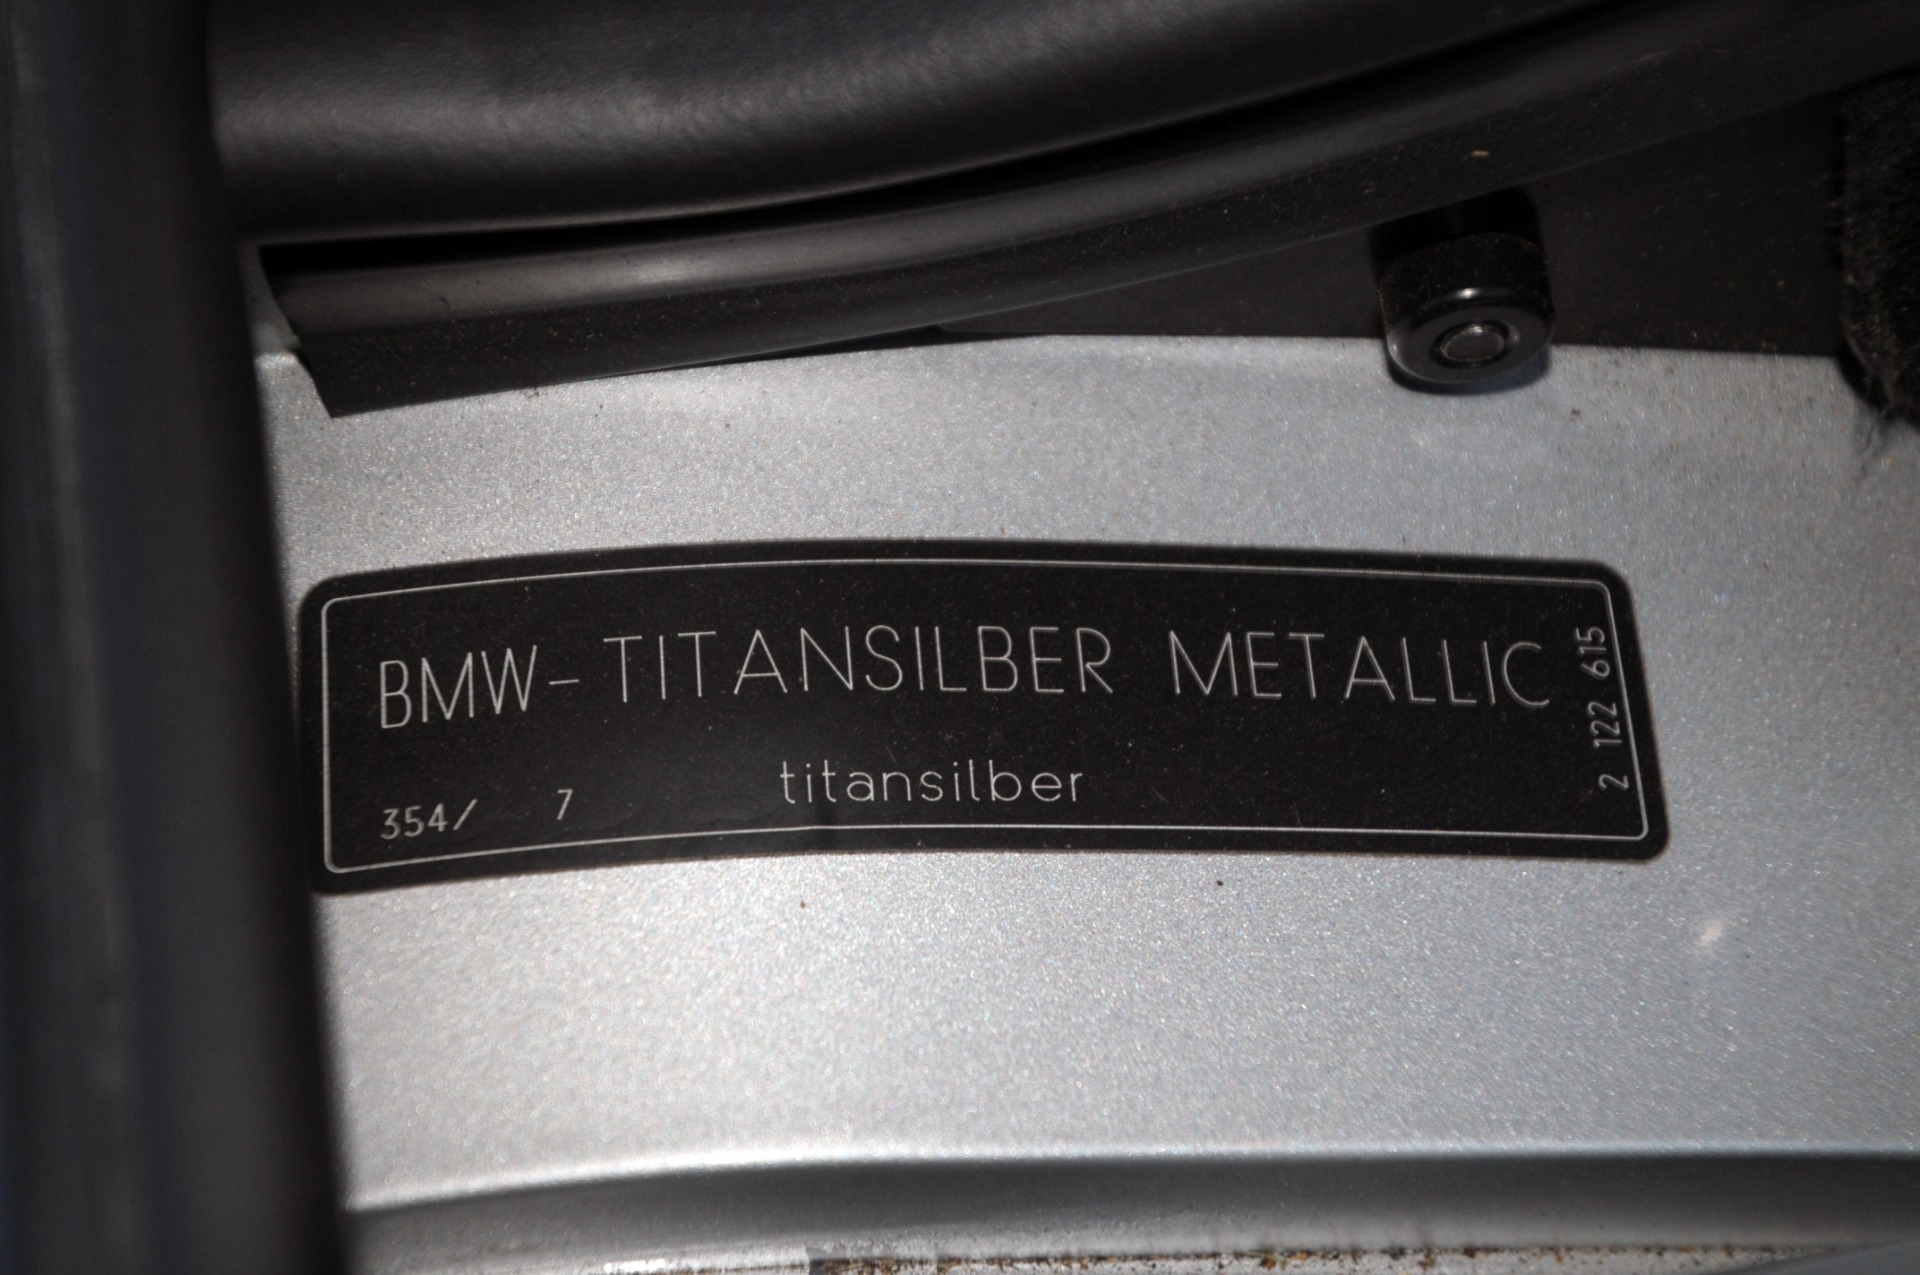 BMW-TITANSILBER METALLIC
titansilber
354/ 7
2 122 615